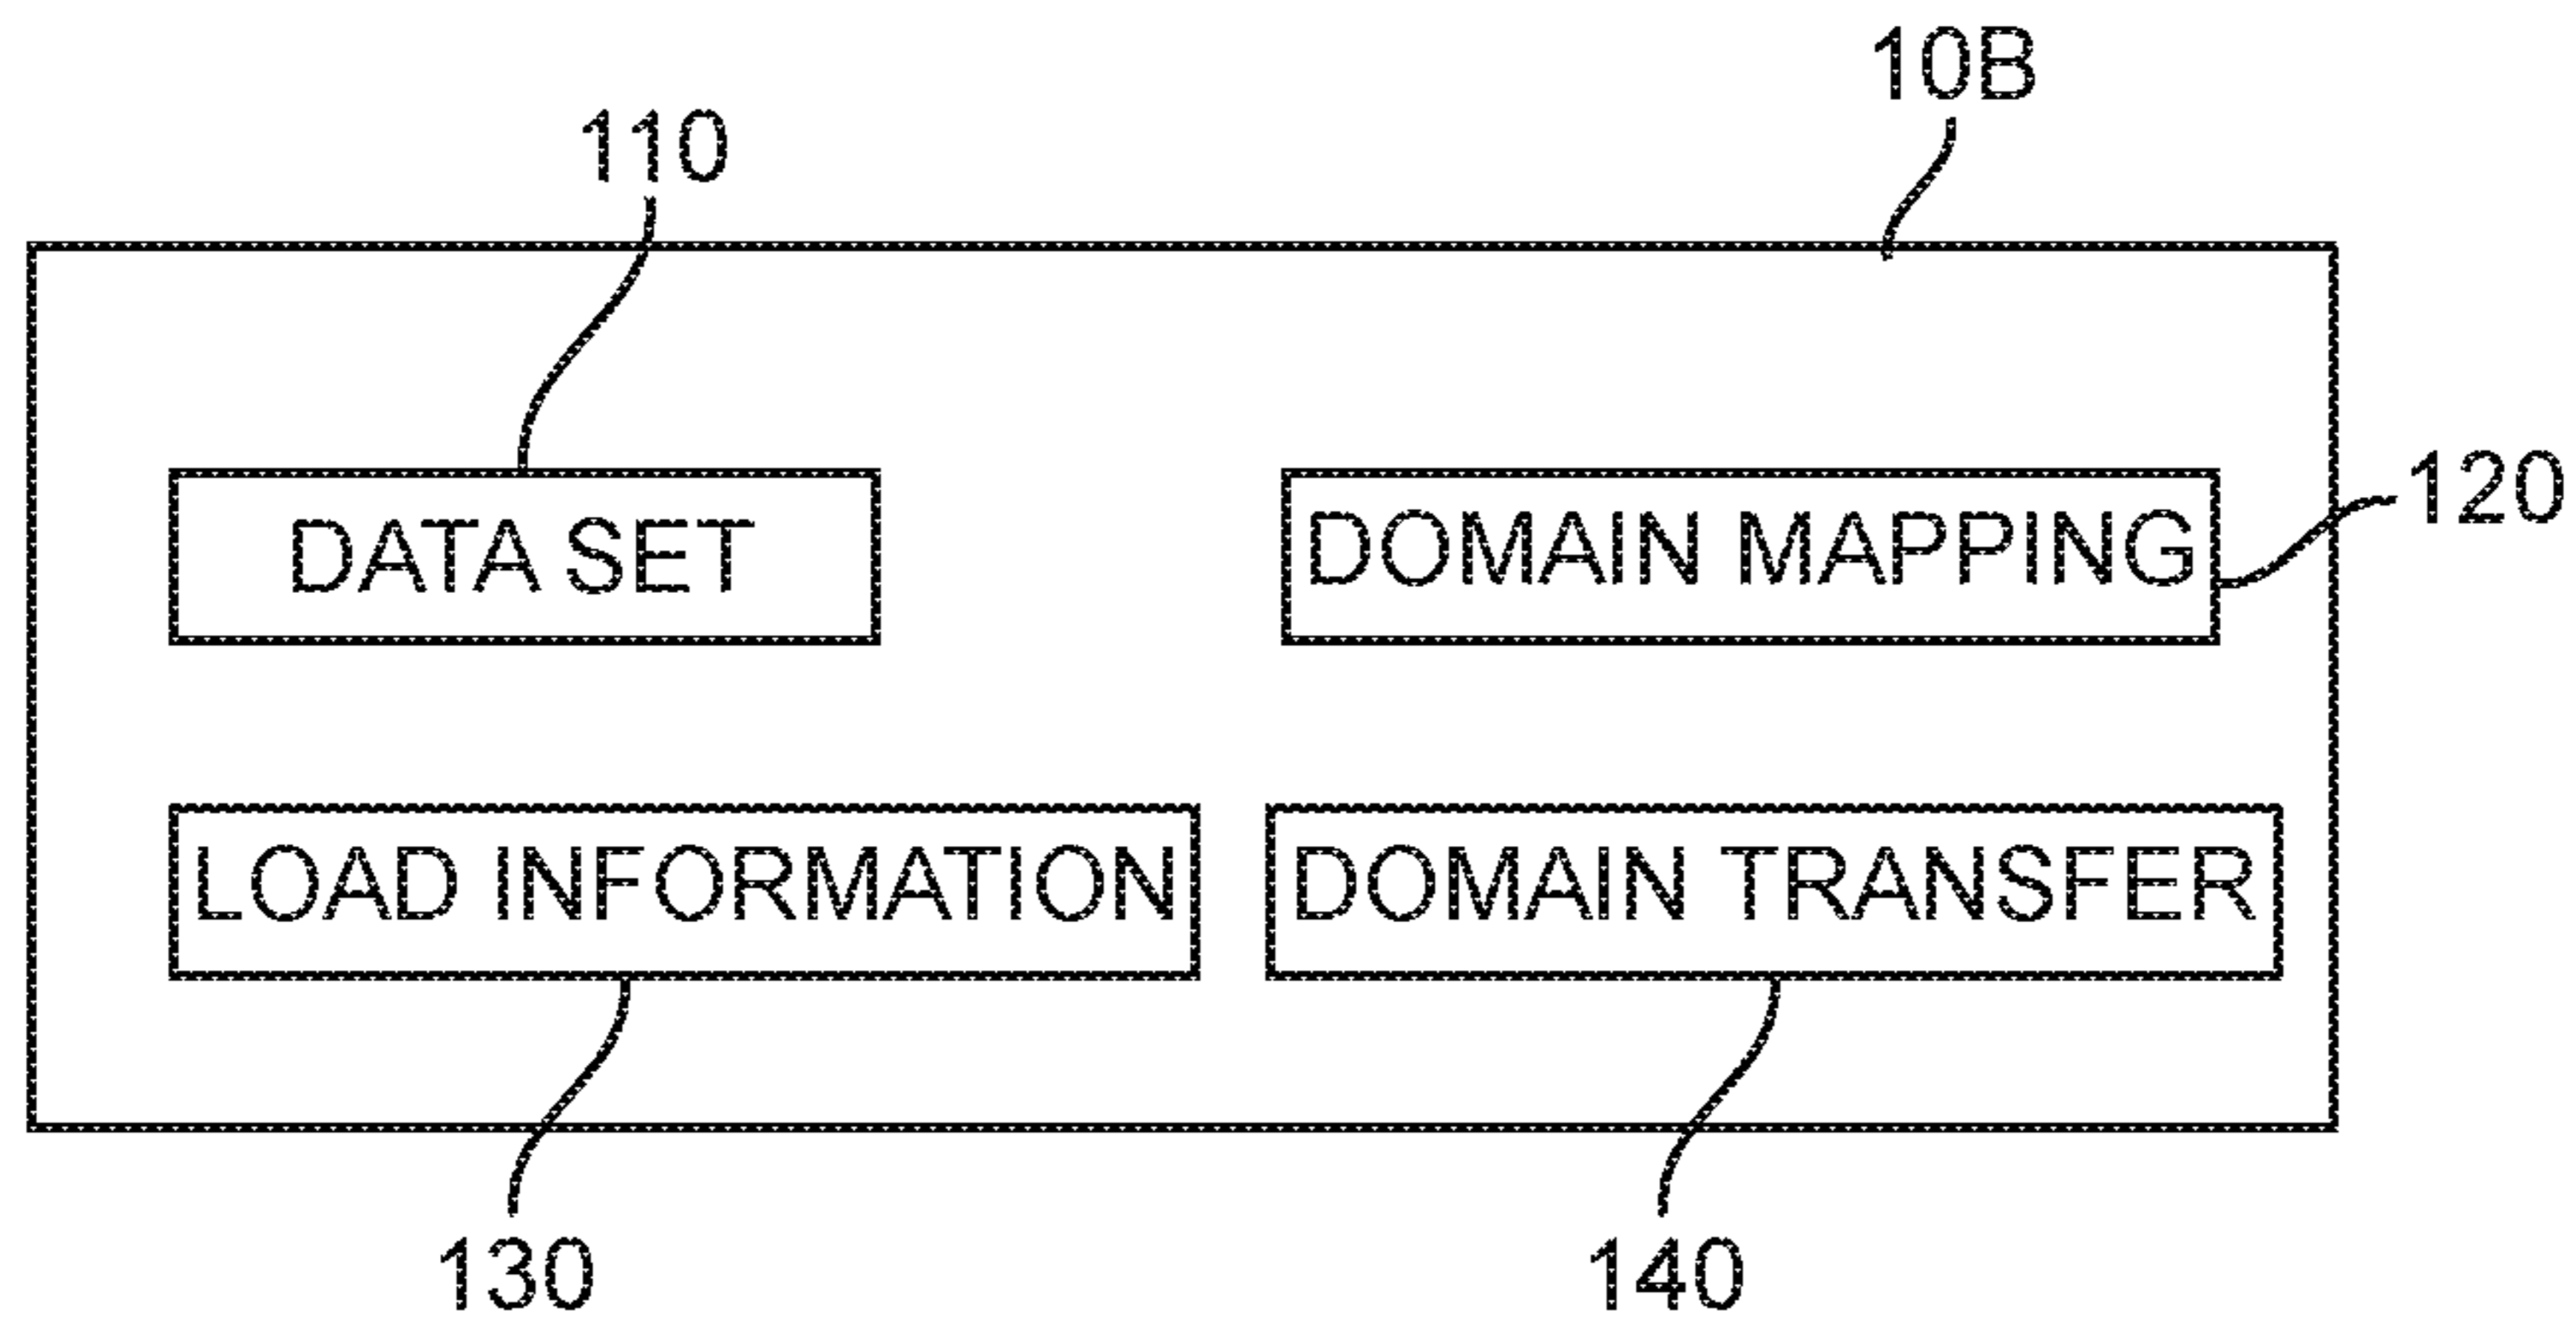 10B
110
120
DATA SET
DOMAIN MAPPING
LOAD INFORMATION
DOMAIN TRANSFER
130
140